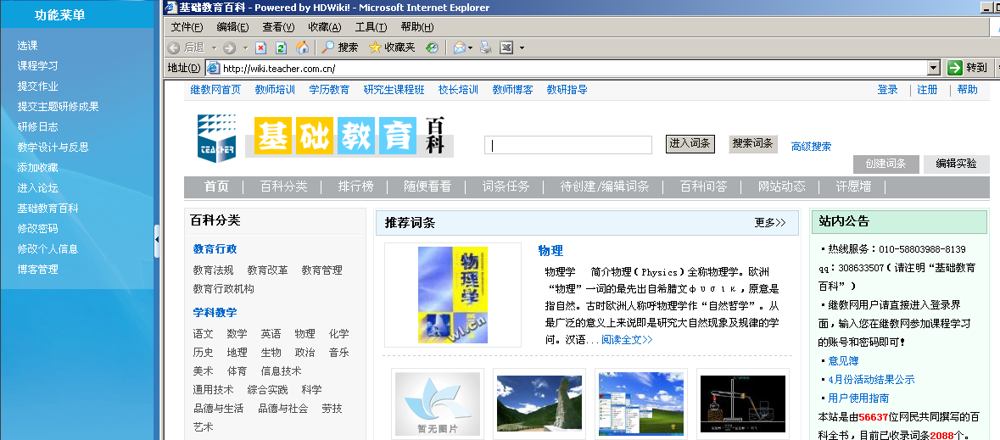 功能菜单
选课
课程学习
提交作业
提交主题研修成果
研修日志
教学设计与反思
添加收藏
进入论坛
基础教育百科
修改密码
修改个人信息
博客管理
基础教育百科 - Powered by HDWiki! - Microsoft Internet Explorer
文件(F) 编辑(E) 查看(V) 收藏(A) 工具(T) 帮助(H)
后退 搜索 收藏夹
地址(D) http://wiki.teacher.com.cn/ 转到
继教网首页 教师培训 学历教育 研究生课程班 校长培训 教师博客 教研指导 登录 | 注册 | 帮助
TEACHER 基础教育 百科
进入词条 搜索词条 高级搜索
创建词条 编辑实验
首页 | 百科分类 | 排行榜 | 随便看看 | 词条任务 | 待创建/编辑词条 | 百科问答 | 网站动态 | 许愿墙 |
百科分类
教育行政
教育法规 教育改革 教育管理
教育行政机构
学科教学
语文 数学 英语 物理 化学
历史 地理 生物 政治 音乐
美术 体育 信息技术
通用技术 综合实践 科学
品德与生活 品德与社会 劳技
艺术
推荐词条 更多>>
物理学
物理
物理学 简介物理（Physics）全称物理学。欧洲
“物理”一词的最先出自希腊文φυσικ，原意是
指自然。古时欧洲人称呼物理学作“自然哲学”。从
最广泛的意义上来说即是研究大自然现象及规律的学
问。汉语...阅读全文>>
暂无图片
站内公告
·热线服务：010-58803988-8139
qq：308633507（请注明“基础教育
百科”）
·继教网用户请直接进入登录界
面，输入您在继教网参加课程学习
的账号和密码即可！
·意见簿
·4月份活动结果公示
·用户使用指南
本站是由56637位网民共同撰写的百
科全书，目前已收录词条2088个。